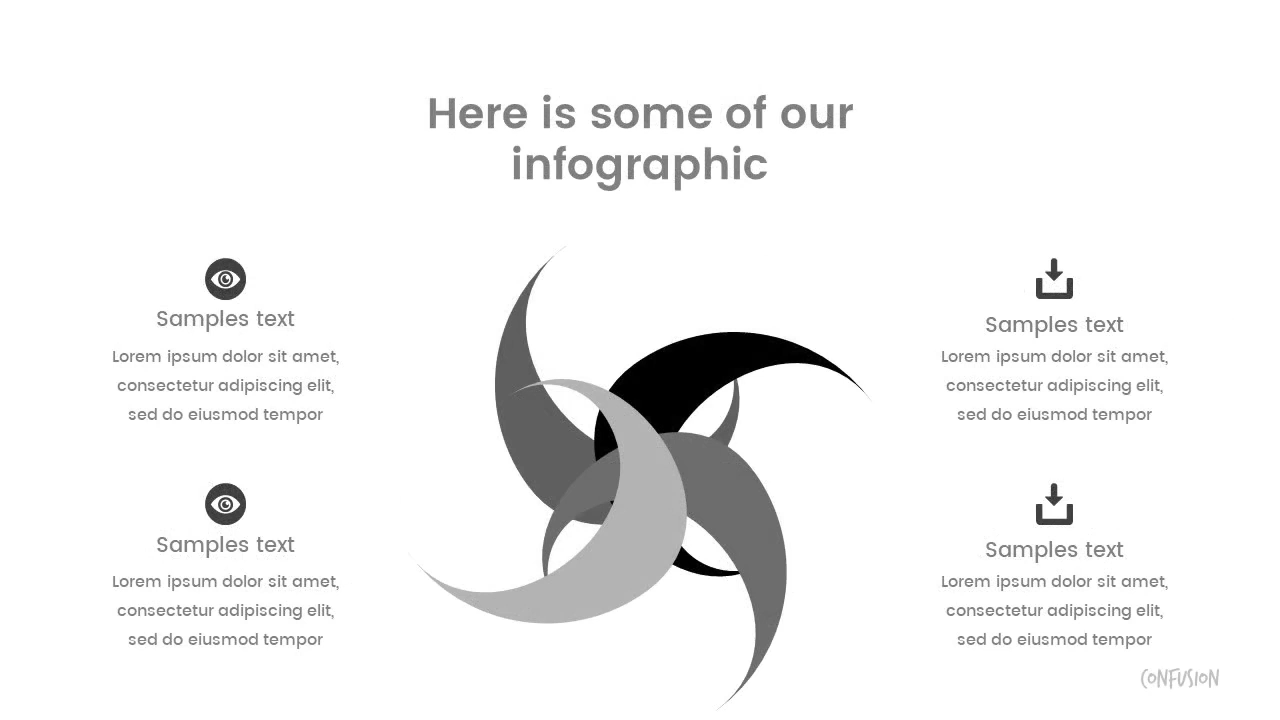 Here is some of our
infographic
Samples text
Lorem ipsum dolor sit amet,
consectetur adipiscing elit,
sed do eiusmod tempor
Samples text
Lorem ipsum dolor sit amet,
consectetur adipiscing elit,
sed do eiusmod tempor
Samples text
Lorem ipsum dolor sit amet,
consectetur adipiscing elit,
sed do eiusmod tempor
Samples text
Lorem ipsum dolor sit amet,
consectetur adipiscing elit,
sed do eiusmod tempor
CONFUSION